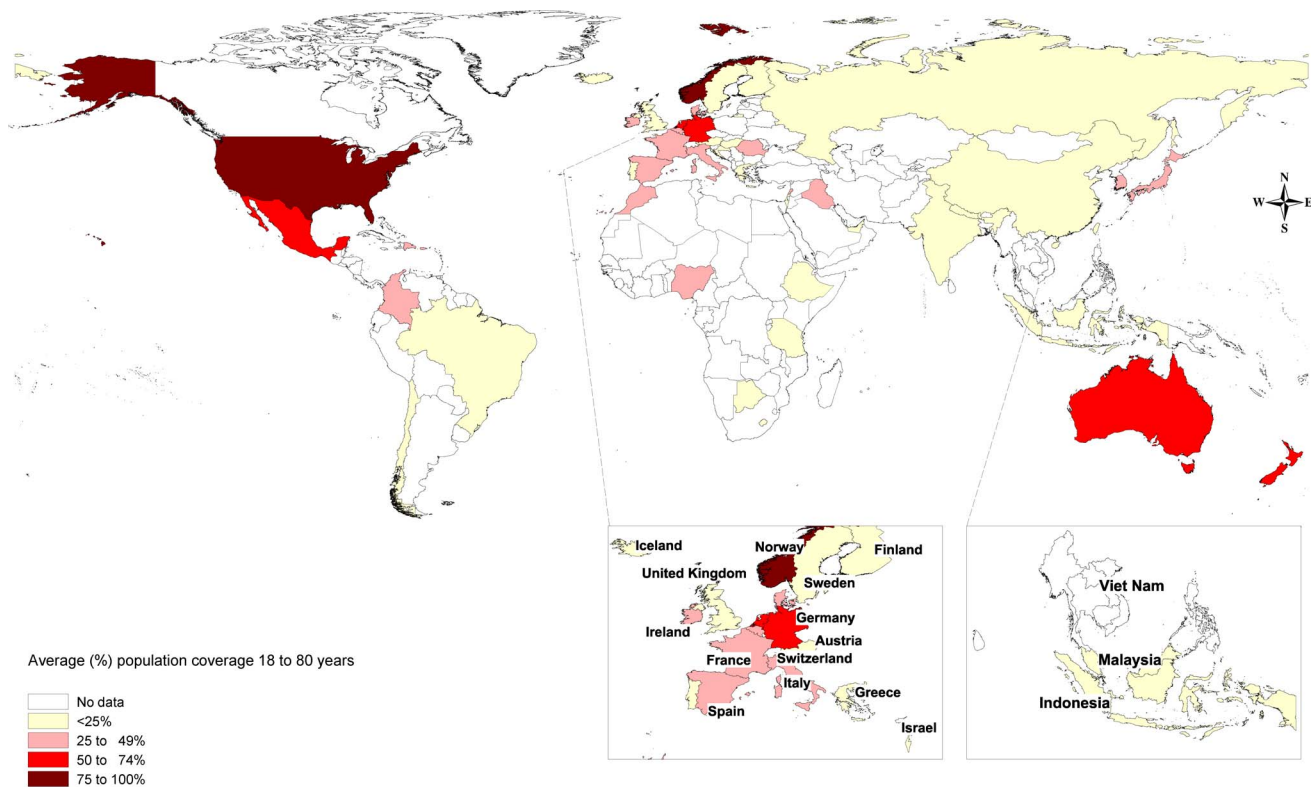 N
W E
S
Iceland
Norway
Finland
United Kingdom
Sweden
Germany
Ireland
Austria
France
Switzerland
Italy
Greece
Spain
Israel
Viet Nam
Malaysia
Indonesia
Average (%) population coverage 18 to 80 years
No data
<25%
25 to 49%
50 to 74%
75 to 100%